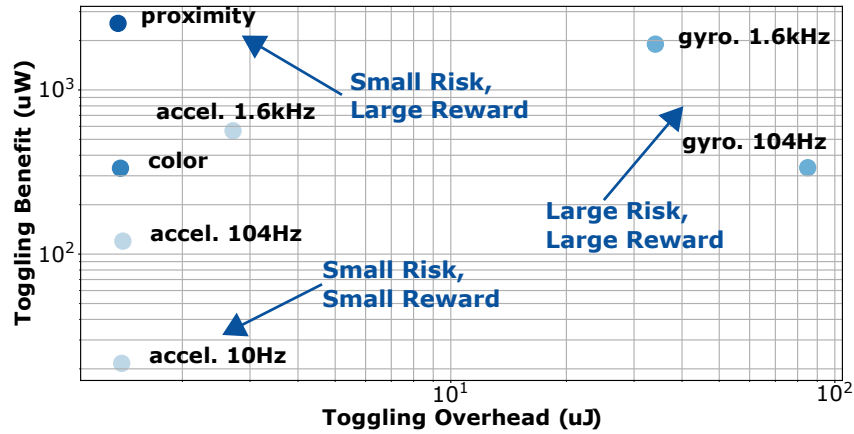 proximity
gyro. 1.6kHz
Small Risk,
Large Reward
10³
accel. 1.6kHz
gyro. 104Hz
color
Large Risk,
Large Reward
accel. 104Hz
10²
Small Risk,
Small Reward
accel. 10Hz
10¹
10²
Toggling Overhead (uJ)
Toggling Benefit (uW)